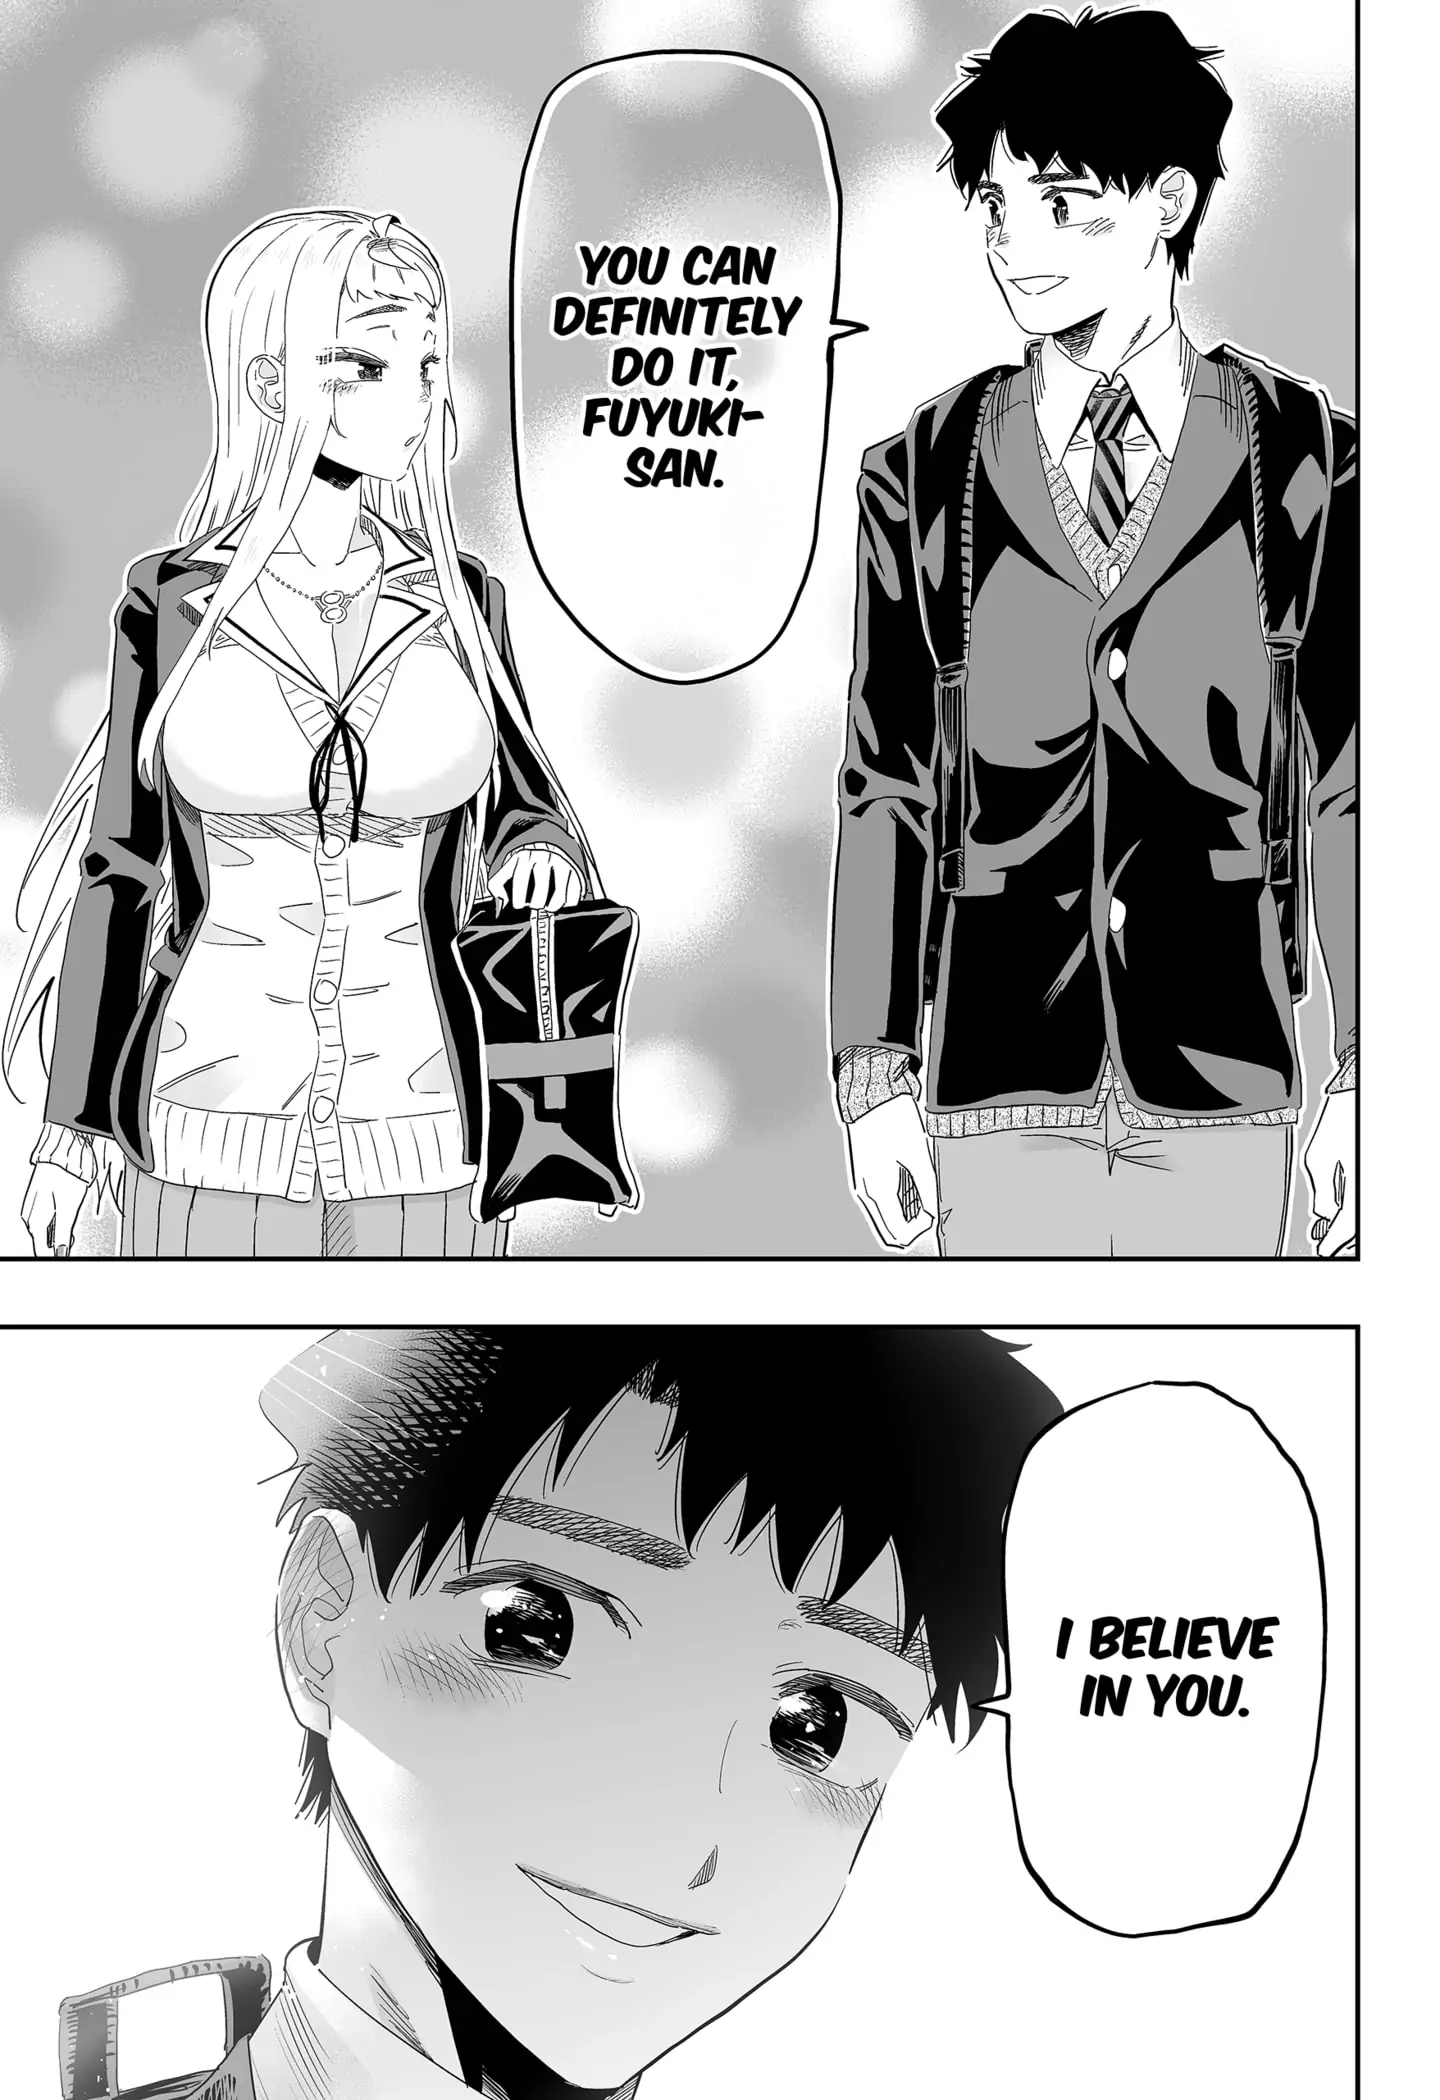 YOU CAN
DEFINITELY
DO IT,
FUYUKI-
SAN.
I BELIEVE
IN YOU.